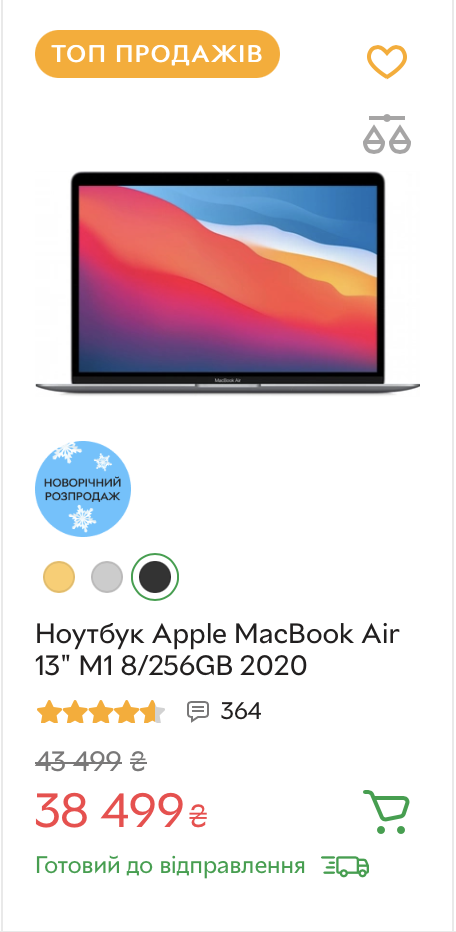 ТОП ПРОДАЖІВ
MacBook Air
НОВОРІЧНИЙ
РОЗПРОДАЖ
Ноутбук Apple MacBook Air
13" M1 8/256GB 2020
364
43 499 ₴
38 499 ₴
Готовий до відправлення